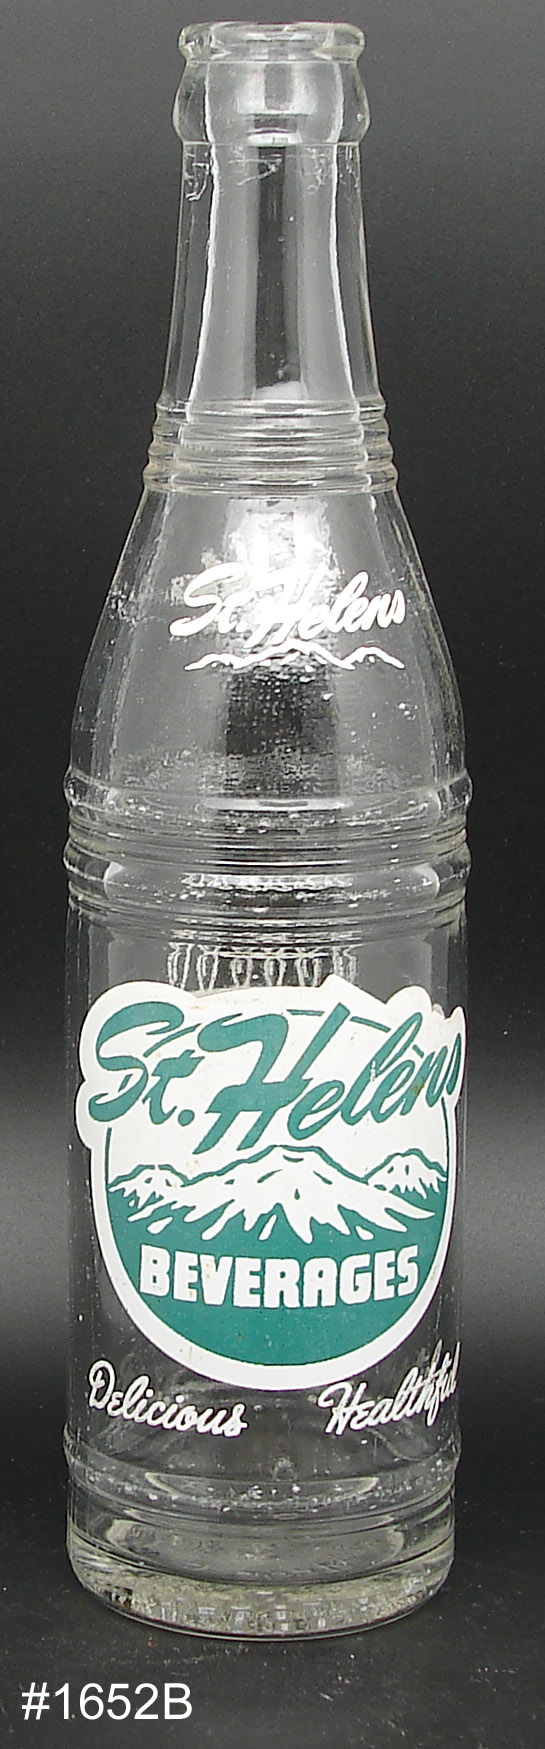 St. Helens
St. Helens
BEVERAGES
Delicious Healthful
#1652B